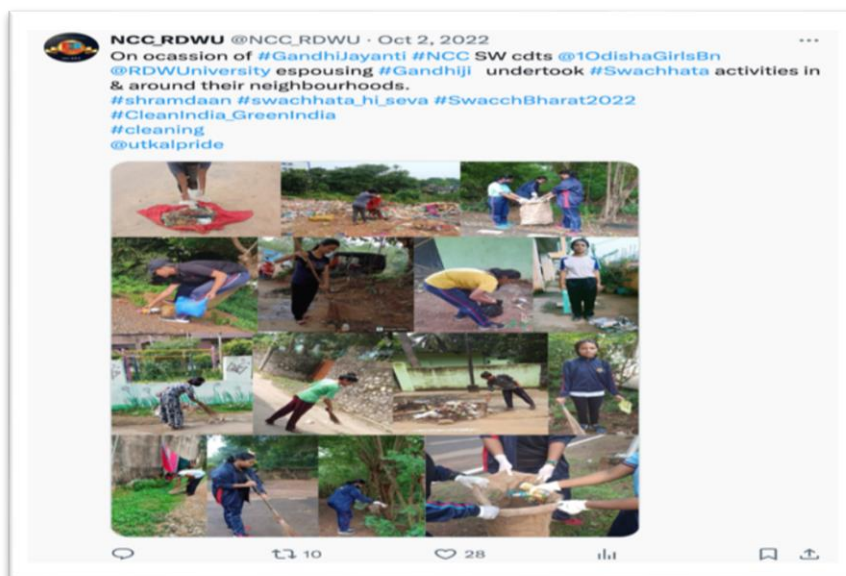 NCC_RDWU @NCC_RDWU · Oct 2, 2022
On ocassion of #GandhiJayanti #NCC SW cdts @1OdishaGirlsBn
@RDWUniversity espousing #Gandhiji undertook #Swachhata activities in
& around their neighbourhoods.
#shramdaan #swachhata_hi_seva #SwacchBharat2022
#CleanIndia_GreenIndia
#cleaning
@utkalpride
10
28